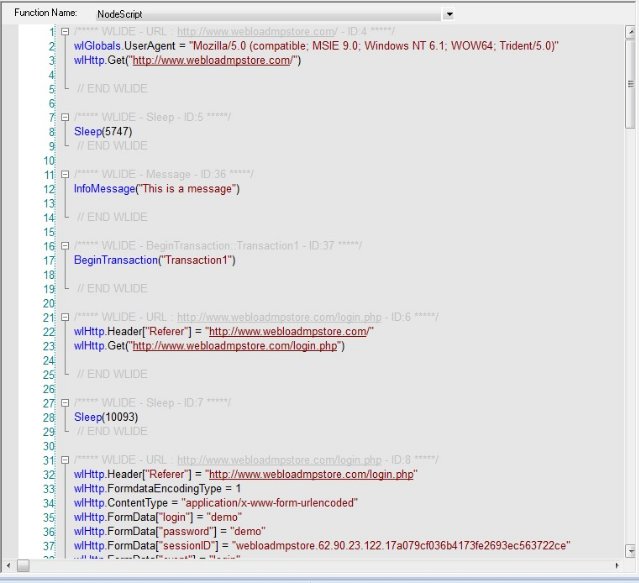 Function Name: NodeScript
1 /***** WLIDE - URL : http://www.webloadmpstore.com/ - ID:4 *****/
2 wlGlobals.UserAgent = "Mozilla/5.0 (compatible; MSIE 9.0; Windows NT 6.1; WOW64; Trident/5.0)"
3 wlHttp.Get("http://www.webloadmpstore.com/")
4
5 // END WLIDE
6
7 /***** WLIDE - Sleep - ID:5 *****/
8 Sleep(5747)
9 // END WLIDE
10
11 /***** WLIDE - Message - ID:36 *****/
12 InfoMessage("This is a message")
13
14 // END WLIDE
15
16 /***** WLIDE - BeginTransaction::Transaction1 - ID:37 *****/
17 BeginTransaction("Transaction1")
18
19 // END WLIDE
20
21 /***** WLIDE - URL : http://www.webloadmpstore.com/login.php - ID:6 *****/
22 wlHttp.Header["Referer"] = "http://www.webloadmpstore.com/"
23 wlHttp.Get("http://www.webloadmpstore.com/login.php")
24
25 // END WLIDE
26
27 /***** WLIDE - Sleep - ID:7 *****/
28 Sleep(10093)
29 // END WLIDE
30
31 /***** WLIDE - URL : http://www.webloadmpstore.com/login.php - ID:8 *****/
32 wlHttp.Header["Referer"] = "http://www.webloadmpstore.com/login.php"
33 wlHttp.FormdataEncodingType = 1
34 wlHttp.ContentType = "application/x-www-form-urlencoded"
35 wlHttp.FormData["login"] = "demo"
36 wlHttp.FormData["password"] = "demo"
37 wlHttp.FormData["sessionID"] = "webloadmpstore.62.90.23.122.17a079cf036b4173fe2693ec563722ce"
38 wlHttp.FormData["event"] = "login"